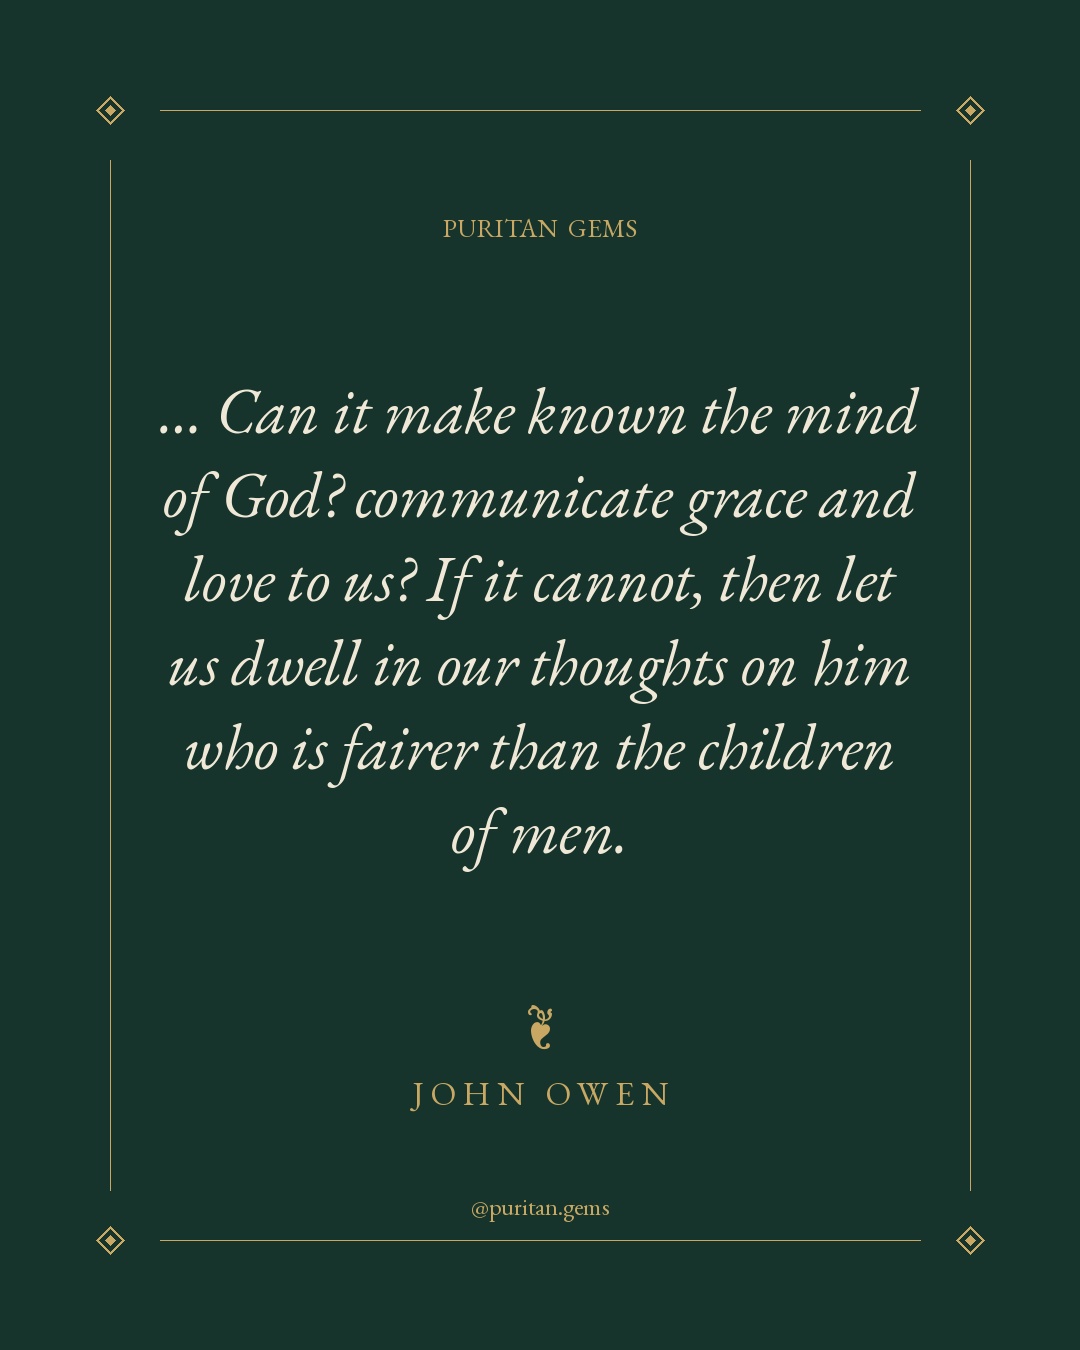 PURITAN GEMS
... Can it make known the mind
of God? communicate grace and
love to us? If it cannot, then let
us dwell in our thoughts on him
who is fairer than the children
of men.
JOHN OWEN
@puritan.gems